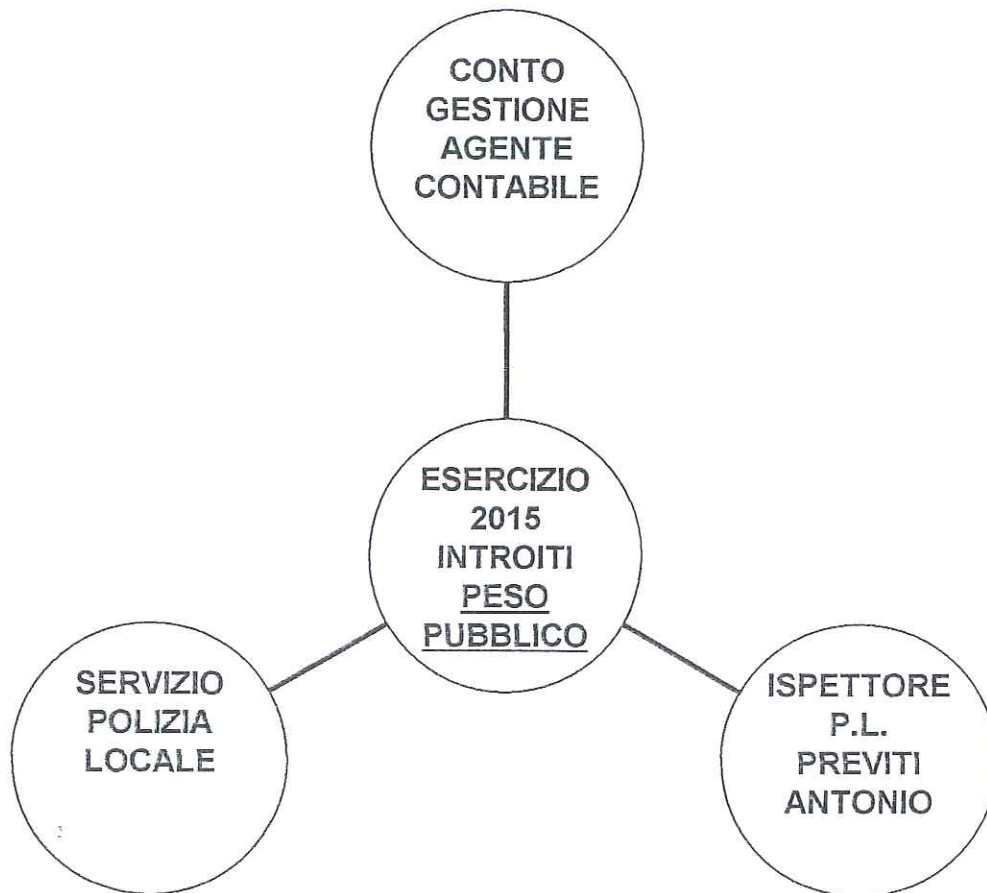 CONTO
GESTIONE
AGENTE
CONTABILE
ESERCIZIO
2015
INTROITI
PESO
PUBBLICO
SERVIZIO
POLIZIA
LOCALE
ISPETTORE
P.L.
PREVITI
ANTONIO